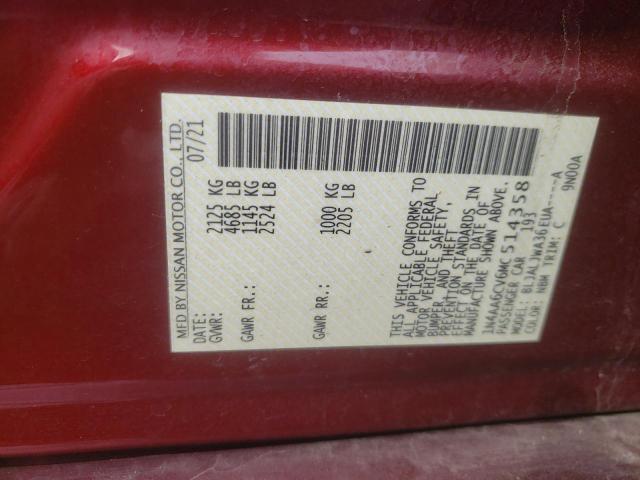 MFD BY NISSAN MOTOR CO., LTD.
DATE: 07/21
GVWR: 2125 KG
4685 LB
GAWR FR.: 1145 KG
2524 LB
GAWR RR.: 1000 KG
2205 LB
THIS VEHICLE CONFORMS TO
ALL APPLICABLE FEDERAL
MOTOR VEHICLE SAFETY,
BUMPER, AND THEFT
PREVENTION STANDARDS IN
EFFECT ON THE DATE OF
MANUFACTURE SHOWN ABOVE.
1N4AA6CV6MC514358
PASSENGER CAR 193
MODEL: BLJALJWA36EUA----A
COLOR: NBM TRIM: C 9N00A